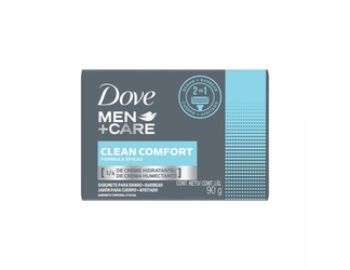 Dove
MEN
+CARE
CLEAN COMFORT
FÓRMULA EFICAZ
1/4 DE CREME HIDRATANTE/
DE CREMA HUMECTANTE
SABONETE PARA BANHO + BARBEAR
JABÓN PARA CUERPO + AFEITADO
CONT. NETO/ CONT. LÍQ.
90 g
2 em 1